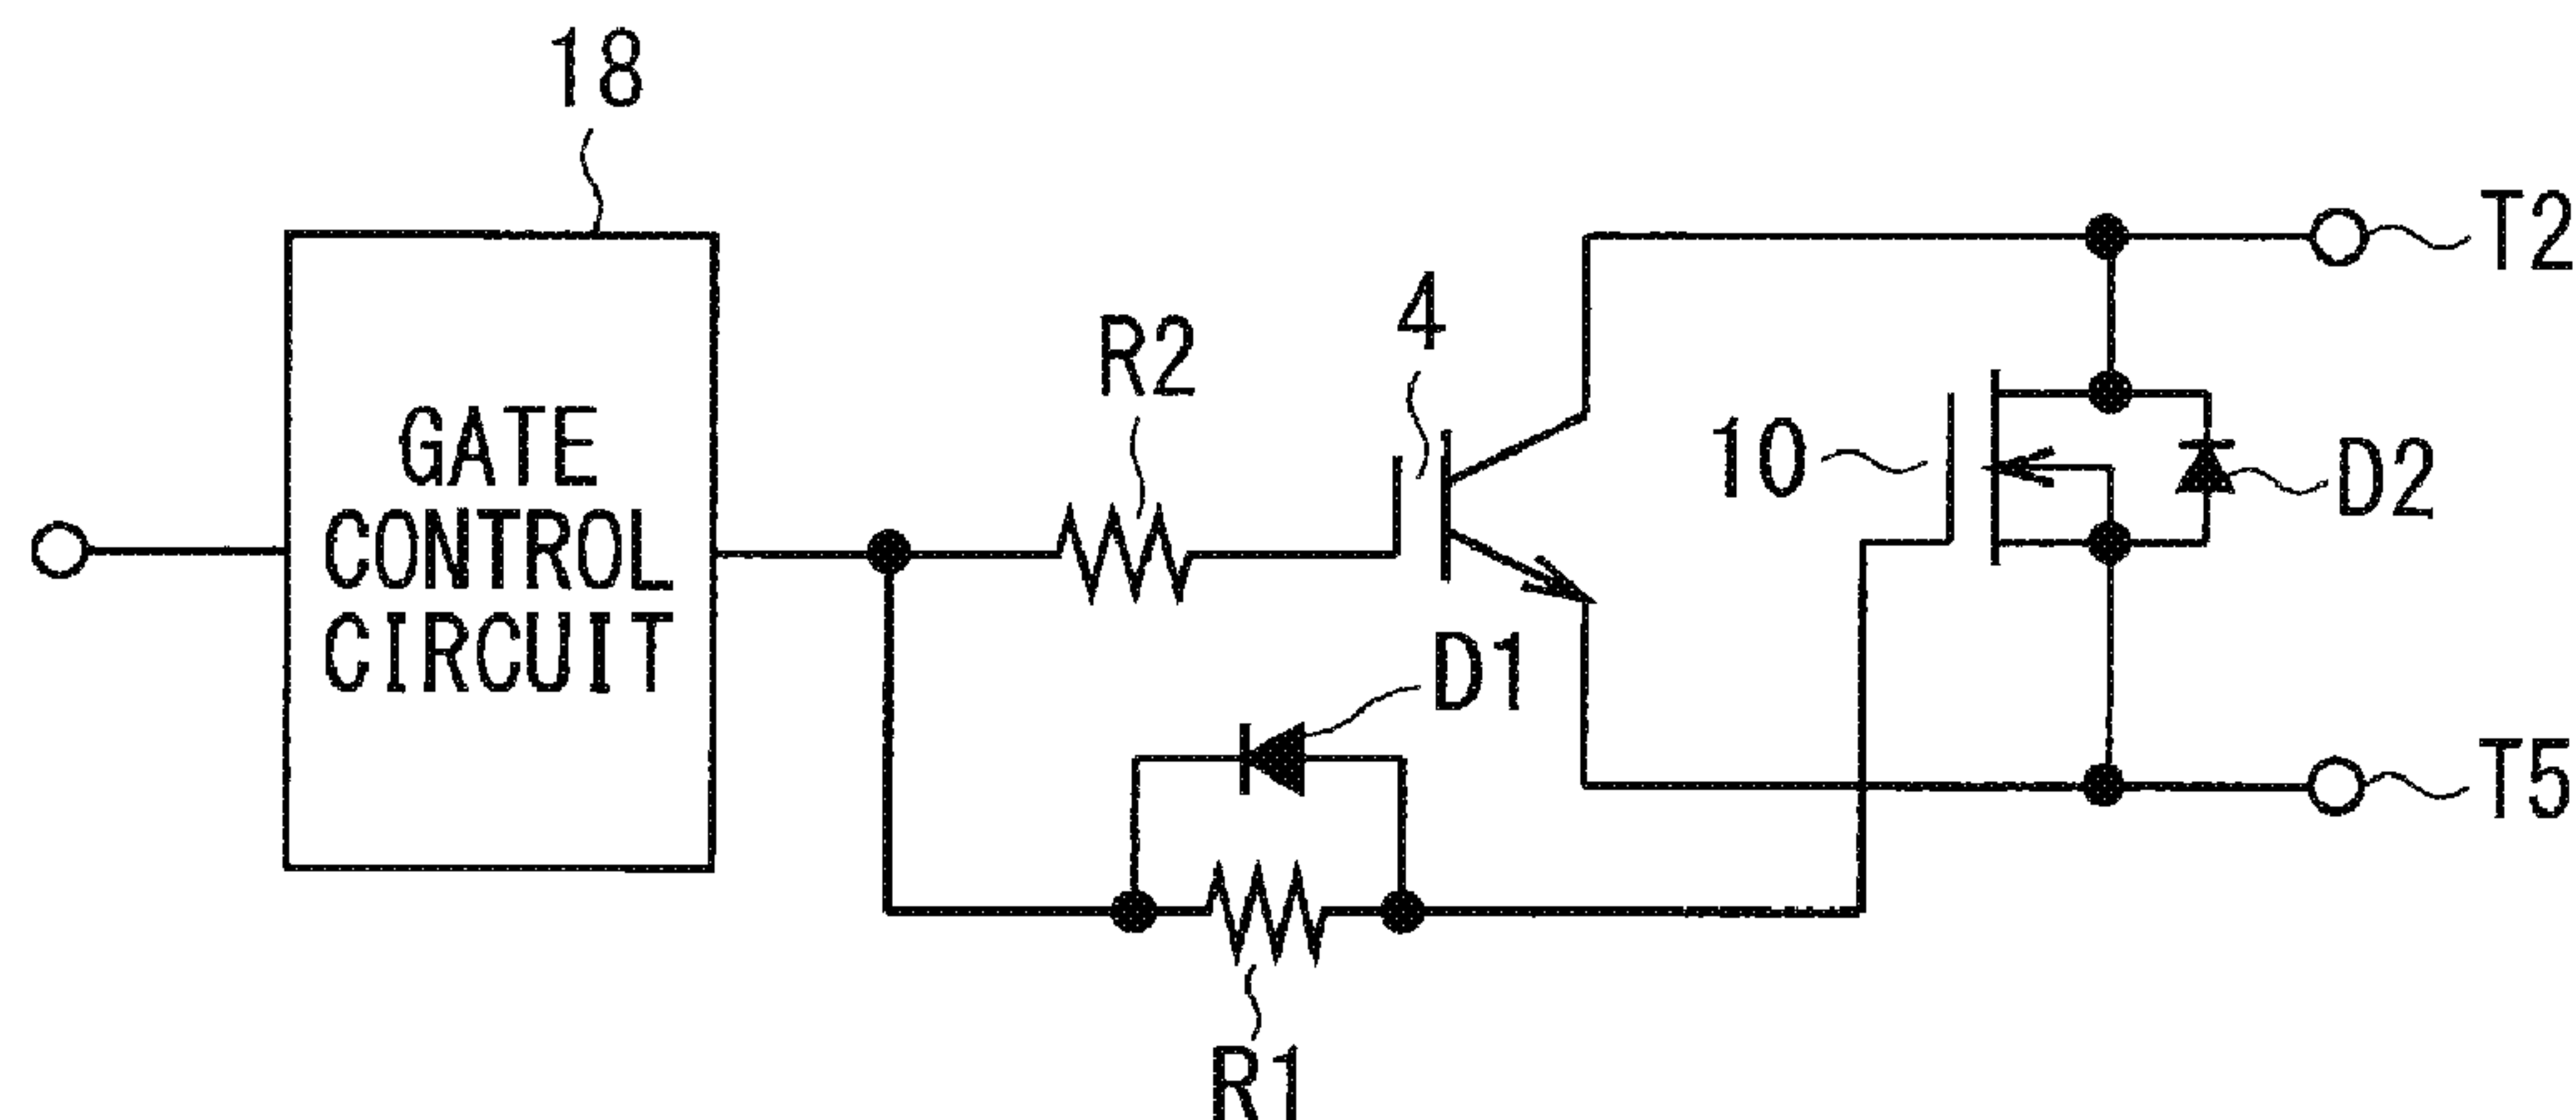 18
T2
4
R2
GATE
CONTROL
CIRCUIT
10
D2
D1
T5
R1